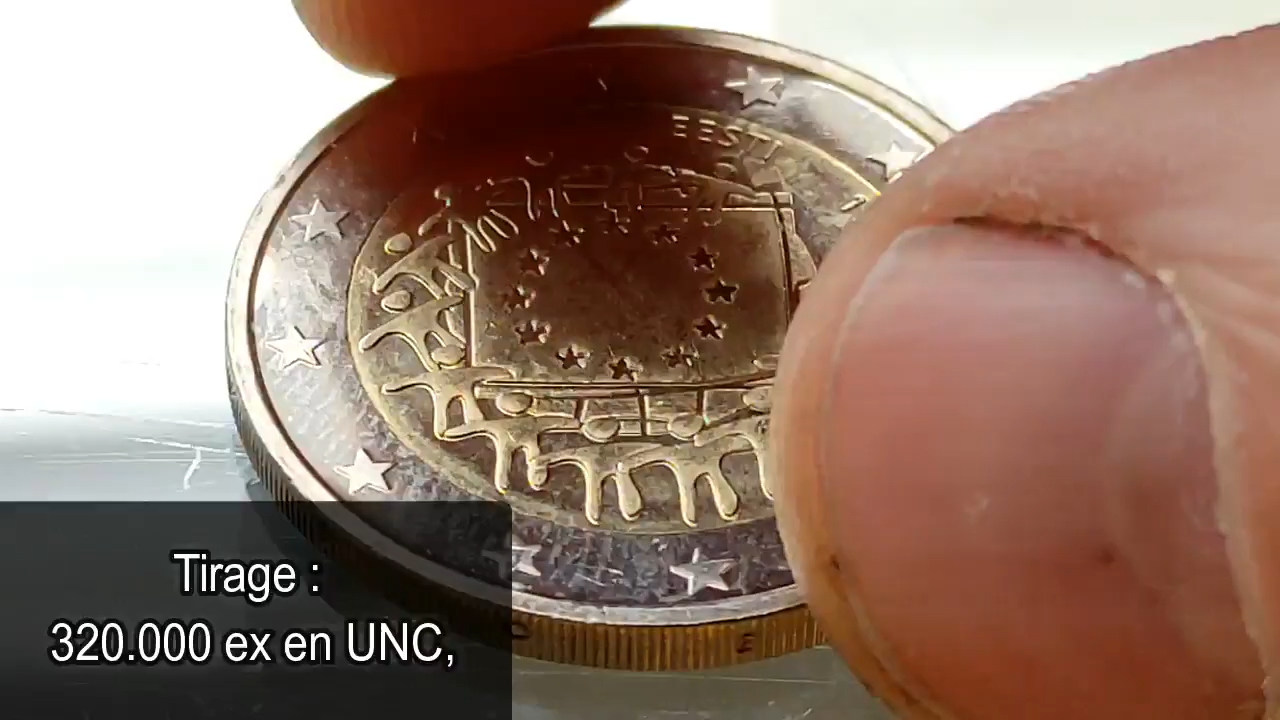 EESTI
Tirage :
320.000 ex en UNC,